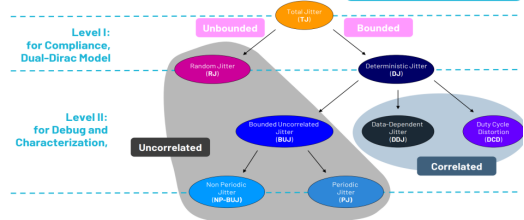 Level I:
for Compliance,
Dual-Dirac Model
Unbounded
Total Jitter
(TJ)
Bounded
Random Jitter
(RJ)
Deterministic Jitter
(DJ)
Level II:
for Debug and
Characterization,
Uncorrelated
Bounded Uncorrelated
Jitter
(BUJ)
Data-Dependent
Jitter
(DDJ)
Duty Cycle
Distortion
(DCD)
Correlated
Non Periodic
Jitter
(NP-BUJ)
Periodic
Jitter
(PJ)